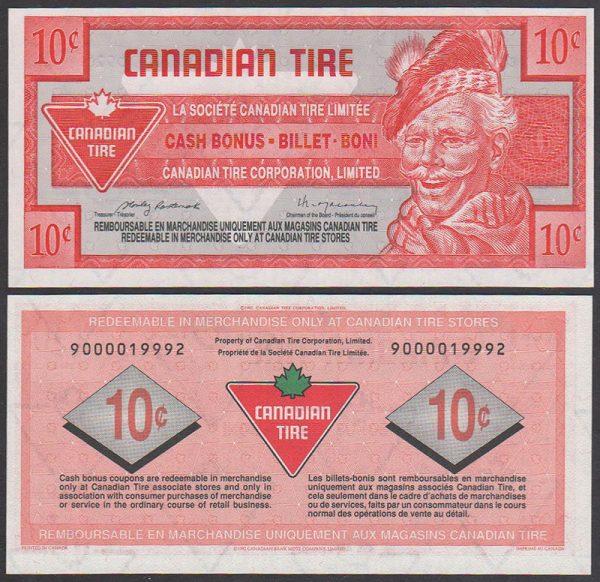 10¢ 10¢
CANADIAN TIRE
LA SOCIÉTÉ CANADIAN TIRE LIMITÉE
CANADIAN
TIRE
CASH BONUS - BILLET - BONI
CANADIAN TIRE CORPORATION, LIMITED
Treasurer - Trésorier Chairman of the Board - Président du conseil
10¢ 10¢
REMBOURSABLE EN MARCHANDISE UNIQUEMENT AUX MAGASINS CANADIAN TIRE
REDEEMABLE IN MERCHANDISE ONLY AT CANADIAN TIRE STORES
REDEEMABLE IN MERCHANDISE ONLY AT CANADIAN TIRE STORES
Property of Canadian Tire Corporation, Limited.
Propriété de la Société Canadian Tire Limitée.
9000019992 9000019992
10¢ 10¢
CANADIAN
TIRE
Cash bonus coupons are redeemable in merchandise
only at Canadian Tire associate stores and only in
association with consumer purchases of merchandise
or service in the ordinary course of retail business.
Les billets-bonis sont remboursables en marchandise
uniquement aux magasins associés Canadian Tire, et
cela seulement dans le cadre d'achats de marchandises
ou de services, faits par un consommateur dans le cours
normal des opérations de vente au détail.
REMBOURSABLE EN MARCHANDISE UNIQUEMENT AUX MAGASINS CANADIAN TIRE
PRINTED IN CANADA IMPRIMÉ AU CANADA